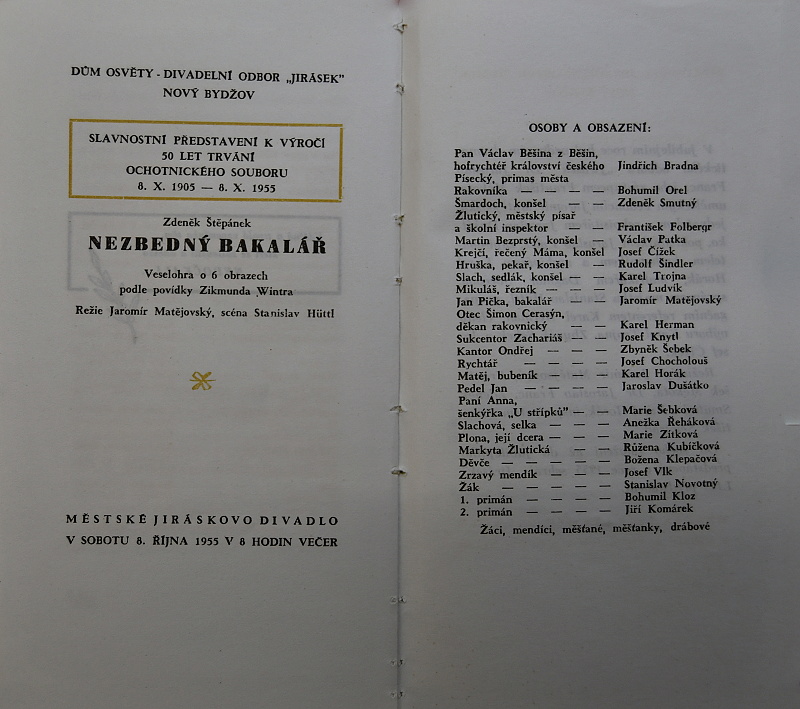 DŮM OSVĚTY - DIVADELNÍ ODBOR „JIRÁSEK"
NOVÝ BYDŽOV
SLAVNOSTNÍ PŘEDSTAVENÍ K VÝROČÍ
50 LET TRVÁNÍ
OCHOTNICKÉHO SOUBORU
8. X. 1905 — 8. X. 1955
Zdeněk Štěpánek
NEZBEDNÝ BAKALÁŘ
Veselohra o 6 obrazech
podle povídky Zikmunda Wintra
Režie Jaromír Matějovský, scéna Stanislav Hüttl
MĚSTSKÉ JIRÁSKOVO DIVADLO
V SOBOTU 8. ŘÍJNA 1955 V 8 HODIN VEČER
OSOBY A OBSAZENÍ:
Pan Václav Běšina z Běšin,
hofrychtéř království českého Jindřich Bradna
Písecký, primas města
Rakovníka — — — — Bohumil Orel
Šmardoch, konšel — — Zdeněk Smutný
Žlutický, městský písař
a školní inspektor — — František Folbergr
Martin Bezprstý, konšel — Václav Patka
Krejčí, řečený Máma, konšel Josef Čížek
Hruška, pekař, konšel — Rudolf Šindler
Slach, sedlák, konšel — — Karel Trojna
Mikuláš, řezník — — — Josef Ludvík
Jan Pička, bakalář — — Jaromír Matějovský
Otec Šimon Cerasýn,
děkan rakovnický — — Karel Herman
Sukcentor Zachariáš — — Josef Knytl
Kantor Ondřej — — — Zbyněk Šebek
Rychtář — — — — Josef Chocholouš
Matěj, bubeník — — — Karel Horák
Pedel Jan — — — — Jaroslav Dušátko
Paní Anna,
šenkýřka „U střípků" — — Marie Šebková
Slachová, selka — — — Anežka Řeháková
Plona, její dcera — — — Marie Zitková
Markyta Žlutická — — — Růžena Kubíčková
Děvče — — — — — Božena Klepačová
Zrzavý mendík — — — Josef Vlk
Žák — — — — — Stanislav Novotný
1. primán — — — — Bohumil Kloz
2. primán — — — — Jiří Komárek
Žáci, mendíci, měšťané, měšťanky, drábové